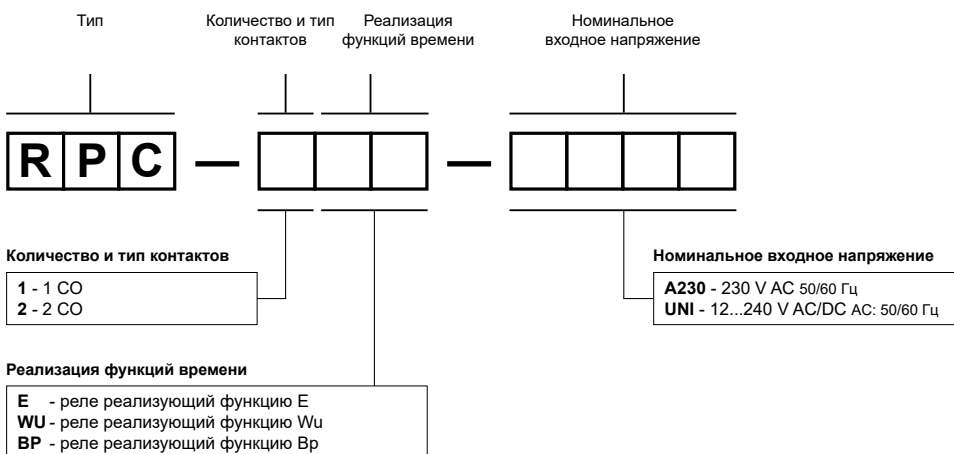 Тип
Количество и тип
контактов
Реализация
функций времени
Номинальное
входное напряжение
R P C — —
Количество и тип контактов
1 - 1 CO
2 - 2 CO
Номинальное входное напряжение
A230 - 230 V AC 50/60 Гц
UNI - 12...240 V AC/DC AC: 50/60 Гц
Реализация функций времени
E - реле реализующий функцию E
WU - реле реализующий функцию Wu
BP - реле реализующий функцию Bp